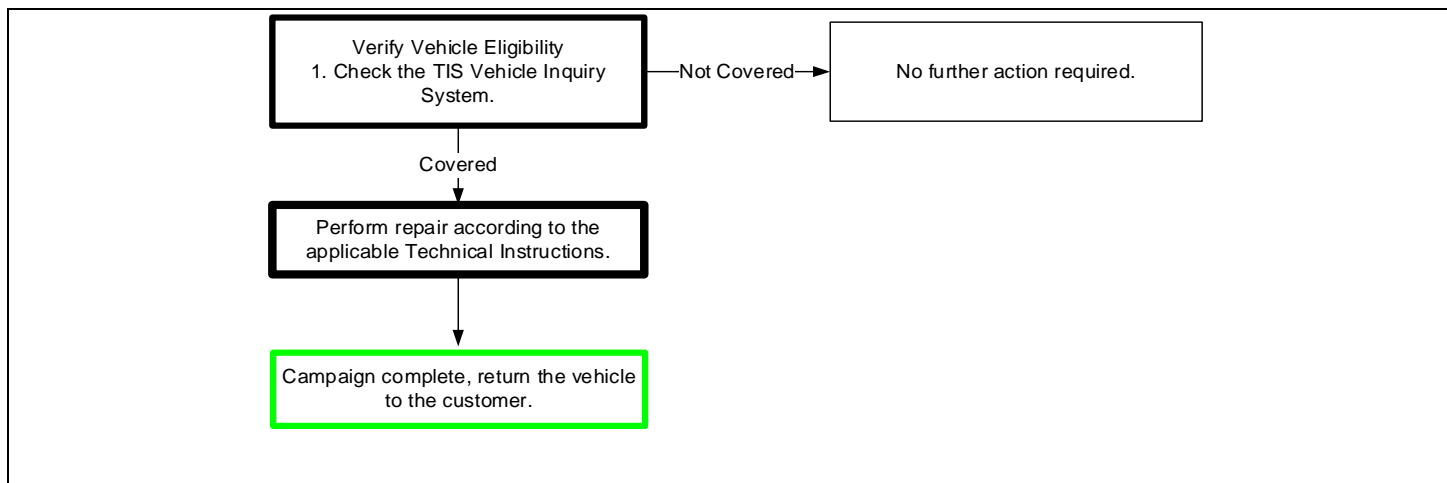 Verify Vehicle Eligibility
1. Check the TIS Vehicle Inquiry
System.
Not Covered
No further action required.
Covered
Perform repair according to the
applicable Technical Instructions.
Campaign complete, return the vehicle
to the customer.